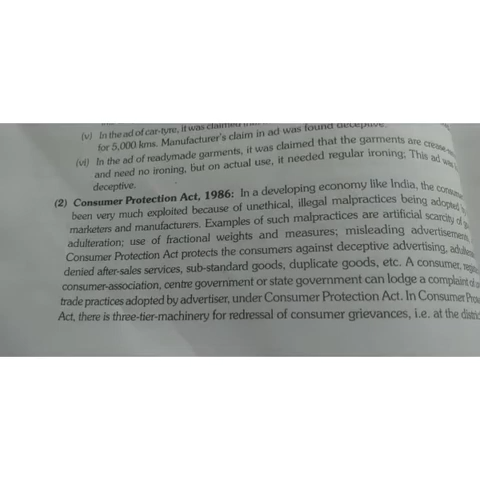 (v) In the ad of car-tyre, it was claimed
for 5,000 kms. Manufacturer's claim in ad was found deceptive.
(vi) In the ad of readymade garments, it was claimed that the garments are crease
and need no ironing, but on actual use, it needed regular ironing; This ad was
deceptive.
(2) Consumer Protection Act, 1986: In a developing economy like India, the
been very much exploited because of unethical, illegal malpractices being adopted
marketers and manufacturers. Examples of such malpractices are artificial scarcity of
adulteration; use of fractional weights and measures; misleading
Consumer Protection Act protects the consumers against deceptive advertising,
denied after-sales services, sub-standard goods, duplicate goods, etc. A consumer,
consumer-association, centre government or state government can lodge a complaint of
trade practices adopted by advertiser, under Consumer Protection Act. In Consumer
Act, there is three-tier-machinery for redressal of consumer grievances, i.e. at the